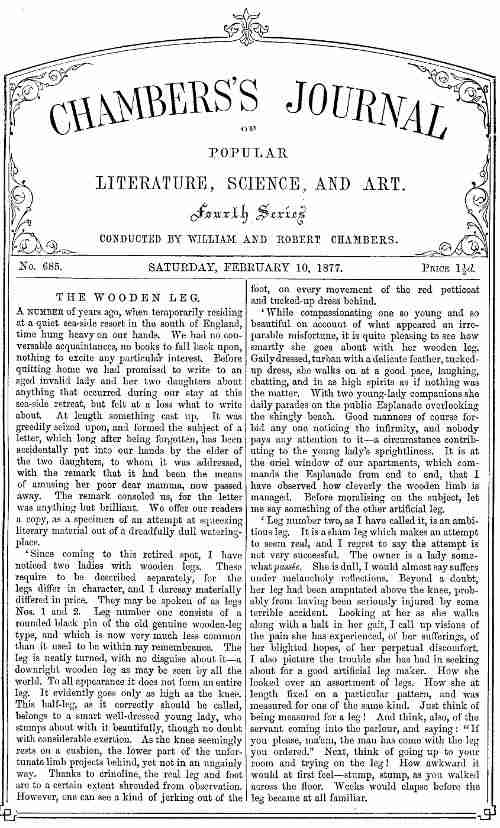 CHAMBERS'S JOURNAL
OF
POPULAR
LITERATURE, SCIENCE, AND ART.
Fourth Series
CONDUCTED BY WILLIAM AND ROBERT CHAMBERS.
No. 685.
SATURDAY, FEBRUARY 10, 1877.
PRICE 1½d.
THE WOODEN LEG.
A NUMBER of years ago, when temporarily residing
at a quiet sea-side resort in the south of England,
time hung heavy on our hands. We had no con-
versable acquaintances, no books to fall back upon,
nothing to excite any particular interest. Before
quitting home we had promised to write to an
aged invalid lady and her two daughters about
anything that occurred during our stay at this
sea-side retreat, but felt at a loss what to write
about. At length something cast up. It was
greedily seized upon, and formed the subject of a
letter, which long after being forgotten, has been
accidentally put into our hands by the elder of
the two daughters, to whom it was addressed,
with the remark that it had been the means
of amusing her poor dear mamma, now passed
away. The remark consoled us, for the letter
was anything but brilliant. We offer our readers
a copy, as a specimen of an attempt at squeezing
literary material out of a dreadfully dull watering-
place.
'Since coming to this retired spot, I have
noticed two ladies with wooden legs. These
require to be described separately, for the
legs differ in character, and I daresay materially
differed in price. They may be spoken of as legs
Nos. 1 and 2. Leg number one consists of a
rounded black pin of the old genuine wooden-leg
type, and which is now very much less common
than it used to be within my remembrance. The
leg is neatly turned, with no disguise about it—a
downright wooden leg as may be seen by all the
world. To all appearance it does not form an entire
leg. It evidently goes only as high as the knee.
This half-leg, as it correctly should be called,
belongs to a smart well-dressed young lady, who
stumps about with it beautifully, though no doubt
with considerable exertion. As the knee seemingly
rests on a cushion, the lower part of the unfor-
tunate limb projects behind, yet not in an ungainly
way. Thanks to crinoline, the real leg and foot
are to a certain extent shrouded from observation.
However, one can see a kind of jerking out of the
foot, on every movement of the red petticoat
and tucked-up dress behind.
'While compassionating one so young and so
beautiful on account of what appeared an irre-
parable misfortune, it is quite pleasing to see how
smartly she goes about with her wooden leg.
Gaily dressed, turban with a delicate feather, tucked-
up dress, she walks on at a good pace, laughing,
chatting, and in as high spirits as if nothing was
the matter. With two young-lady companions she
daily parades on the public Esplanade overlooking
the shingly beach. Good manners of course for-
bid any one noticing the infirmity, and nobody
pays any attention to it—a circumstance contrib-
uting to the young lady's sprightliness. It is at
the oriel window of our apartments, which com-
mands the Esplanade from end to end, that I
have observed how cleverly the wooden limb is
managed. Before moralising on the subject, let
me say something of the other artificial leg.
'Leg number two, as I have called it, is an ambi-
tious leg. It is a sham leg which makes an attempt
to seem real, and I regret to say the attempt is
not very successful. The owner is a lady some-
what passée. She is dull, I would almost say suffers
under melancholy reflections. Beyond a doubt,
her leg had been amputated above the knee, prob-
ably from having been seriously injured by some
terrible accident. Looking at her as she walks
along with a halt in her gait, I call up visions of
the pain she has experienced, of her sufferings, of
her blighted hopes, of her perpetual discomfort.
I also picture the trouble she has had in seeking
about for a good artificial leg maker. How she
looked over an assortment of legs. How she at
length fixed on a particular pattern, and was
measured for one of the same kind. Just think of
being measured for a leg! And think, also, of the
servant coming into the parlour, and saying: "If
you please, ma'am, the man has come with the leg
you ordered." Next, think of going up to your
room and trying on the leg! How awkward it
would at first feel—stump, stump, as you walked
across the floor. Weeks would elapse before the
leg became at all familiar.